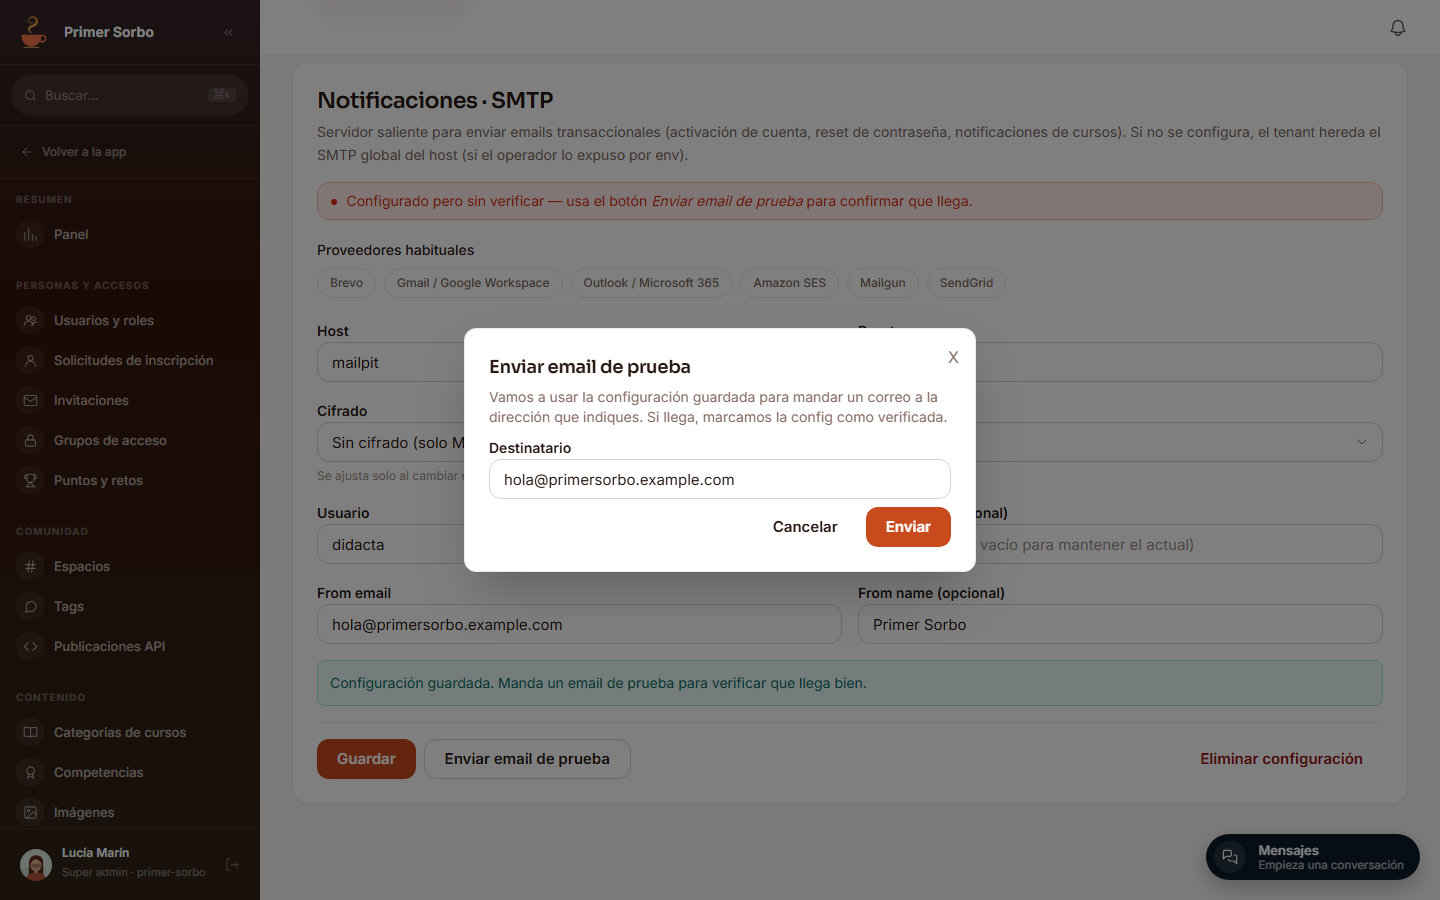 Primer Sorbo
«
Buscar...
⌘K
Volver a la app
RESUMEN
Panel
PERSONAS Y ACCESOS
Usuarios y roles
Solicitudes de inscripción
Invitaciones
Grupos de acceso
Puntos y retos
COMUNIDAD
Espacios
Tags
Publicaciones API
CONTENIDO
Categorías de cursos
Competencias
Imágenes
Lucía Marín
Super admin · primer-sorbo
Notificaciones · SMTP
Servidor saliente para enviar emails transaccionales (activación de cuenta, reset de contraseña, notificaciones de cursos). Si no se configura, el tenant hereda el
SMTP global del host (si el operador lo expuso por env).
● Configurado pero sin verificar — usa el botón Enviar email de prueba para confirmar que llega.
Proveedores habituales
Brevo
Gmail / Google Workspace
Outlook / Microsoft 365
Amazon SES
Mailgun
SendGrid
Host
mailpit
Cifrado
Sin cifrado (solo M
Se ajusta solo al cambiar
Usuario
didacta
onal)
vacío para mantener el actual)
From email
hola@primersorbo.example.com
From name (opcional)
Primer Sorbo
Configuración guardada. Manda un email de prueba para verificar que llega bien.
Guardar
Enviar email de prueba
Eliminar configuración
Enviar email de prueba
X
Vamos a usar la configuración guardada para mandar un correo a la
dirección que indiques. Si llega, marcamos la config como verificada.
Destinatario
hola@primersorbo.example.com
Cancelar
Enviar
Mensajes
Empieza una conversación